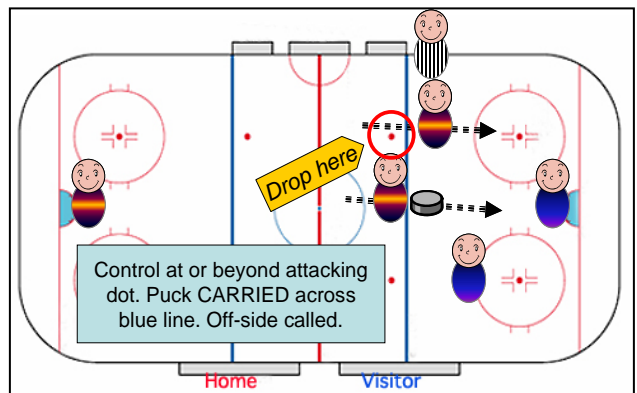 Drop here
Control at or beyond attacking
dot. Puck CARRIED across
blue line. Off-side called.
Home
Visitor